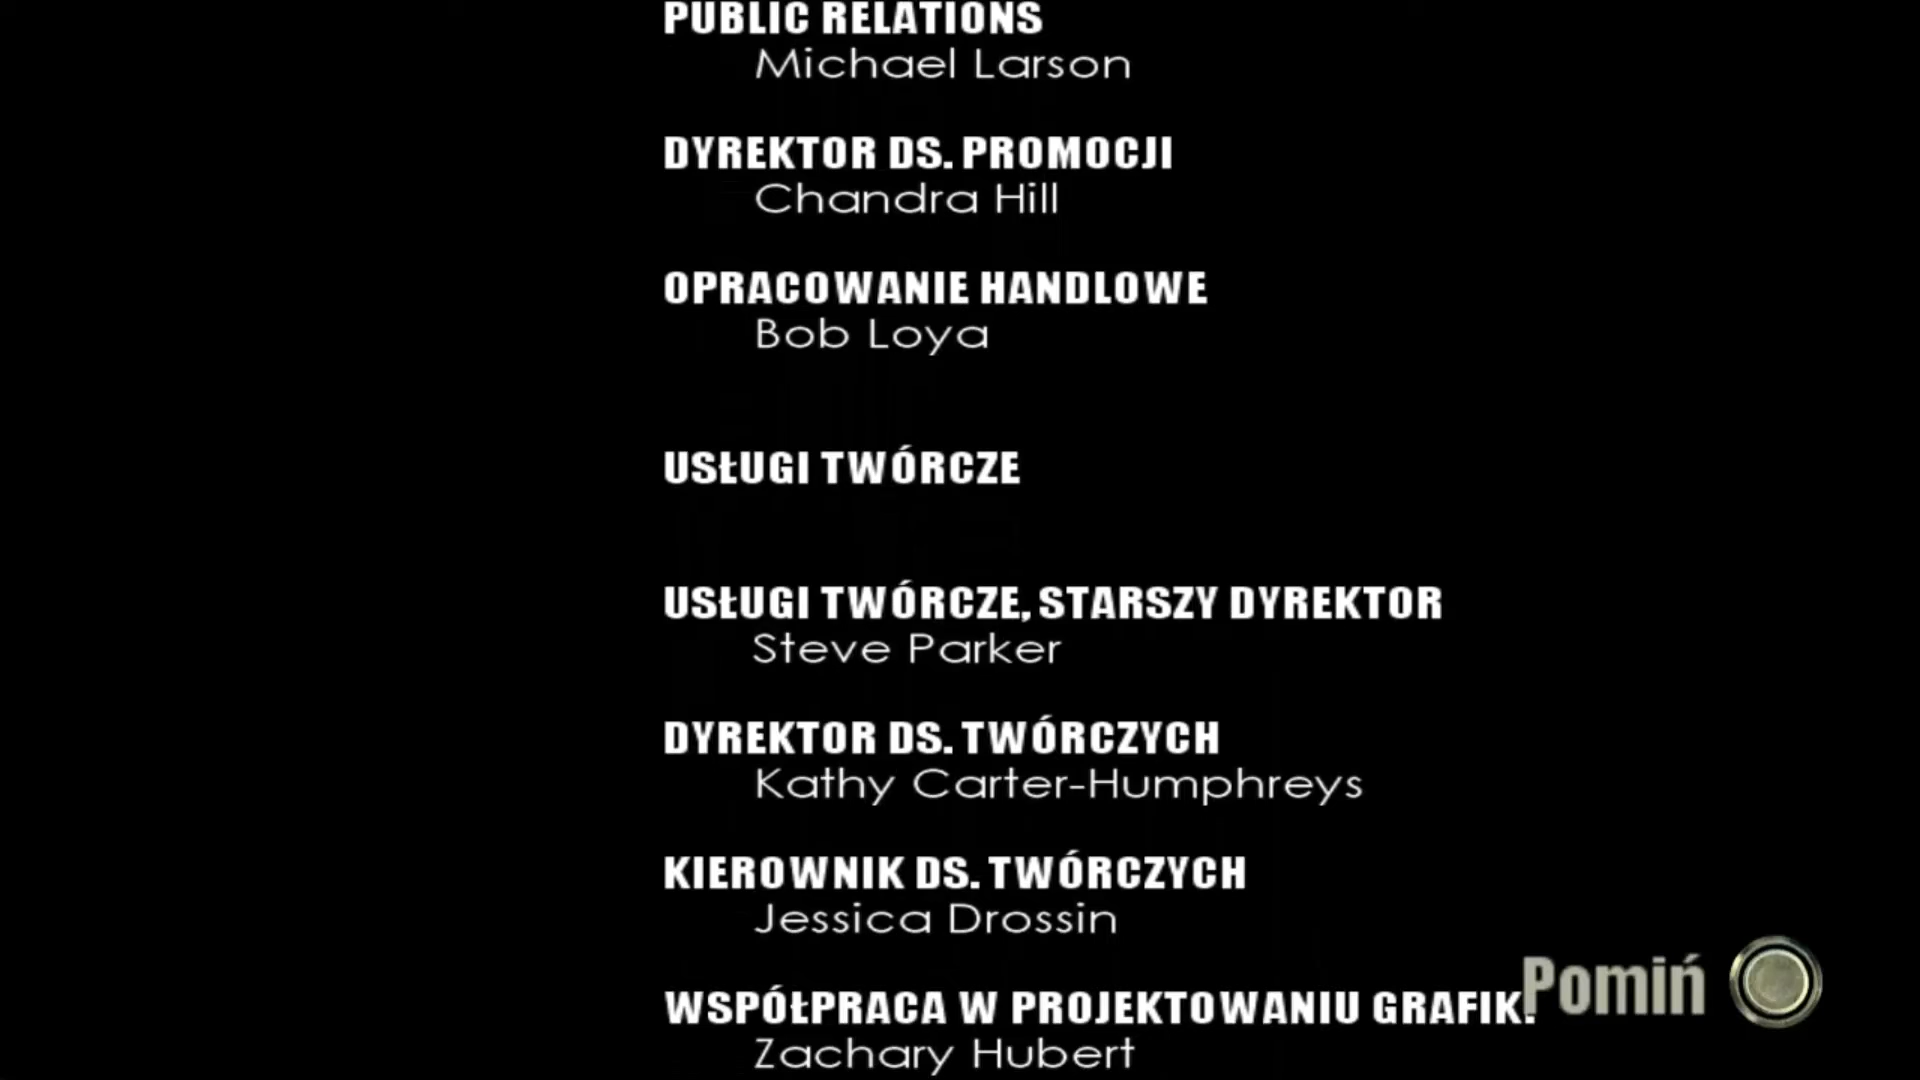 PUBLIC RELATIONS
Michael Larson
DYREKTOR DS. PROMOCJI
Chandra Hill
OPRACOWANIE HANDLOWE
Bob Loya
USŁUGI TWÓRCZE
USŁUGI TWÓRCZE, STARSZY DYREKTOR
Steve Parker
DYREKTOR DS. TWÓRCZYCH
Kathy Carter-Humphreys
KIEROWNIK DS. TWÓRCZYCH
Jessica Drossin
WSPÓŁPRACA W PROJEKTOWANIU GRAFIK.
Pomiń
Zachary Hubert